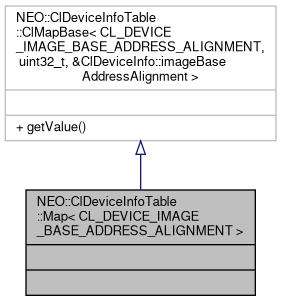 NEO::ClDeviceInfoTable
::ClMapBase< CL_DEVICE
_IMAGE_BASE_ADDRESS_ALIGNMENT,
uint32_t, &ClDeviceInfo::imageBase
AddressAlignment >
+ getValue()
NEO::ClDeviceInfoTable
::Map< CL_DEVICE_IMAGE
_BASE_ADDRESS_ALIGNMENT >